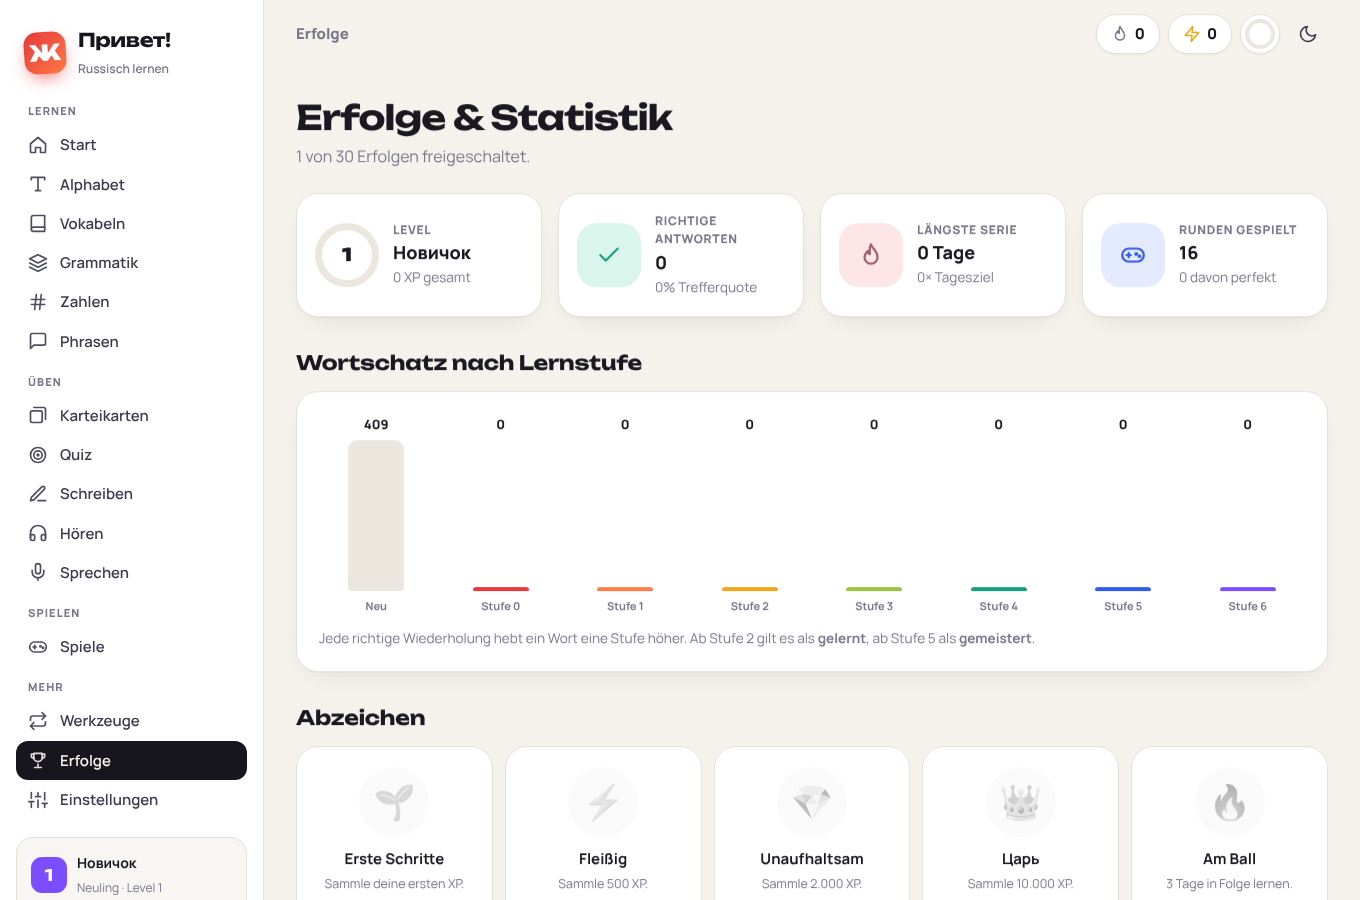 Ж
Привет!
Russisch lernen
LERNEN
Start
Alphabet
Vokabeln
Grammatik
Zahlen
Phrasen
ÜBEN
Karteikarten
Quiz
Schreiben
Hören
Sprechen
SPIELEN
Spiele
MEHR
Werkzeuge
Erfolge
Einstellungen
1
Новичок
Neuling · Level 1
Erfolge
0
0
Erfolge & Statistik
1 von 30 Erfolgen freigeschaltet.
1
LEVEL
Новичок
0 XP gesamt
RICHTIGE
ANTWORTEN
0
0% Trefferquote
LÄNGSTE SERIE
0 Tage
0× Tagesziel
RUNDEN GESPIELT
16
0 davon perfekt
Wortschatz nach Lernstufe
409 0 0 0 0 0 0 0
Neu Stufe 0 Stufe 1 Stufe 2 Stufe 3 Stufe 4 Stufe 5 Stufe 6
Jede richtige Wiederholung hebt ein Wort eine Stufe höher. Ab Stufe 2 gilt es als gelernt, ab Stufe 5 als gemeistert.
Abzeichen
Erste Schritte
Sammle deine ersten XP.
Fleißig
Sammle 500 XP.
Unaufhaltsam
Sammle 2.000 XP.
Царь
Sammle 10.000 XP.
Am Ball
3 Tage in Folge lernen.